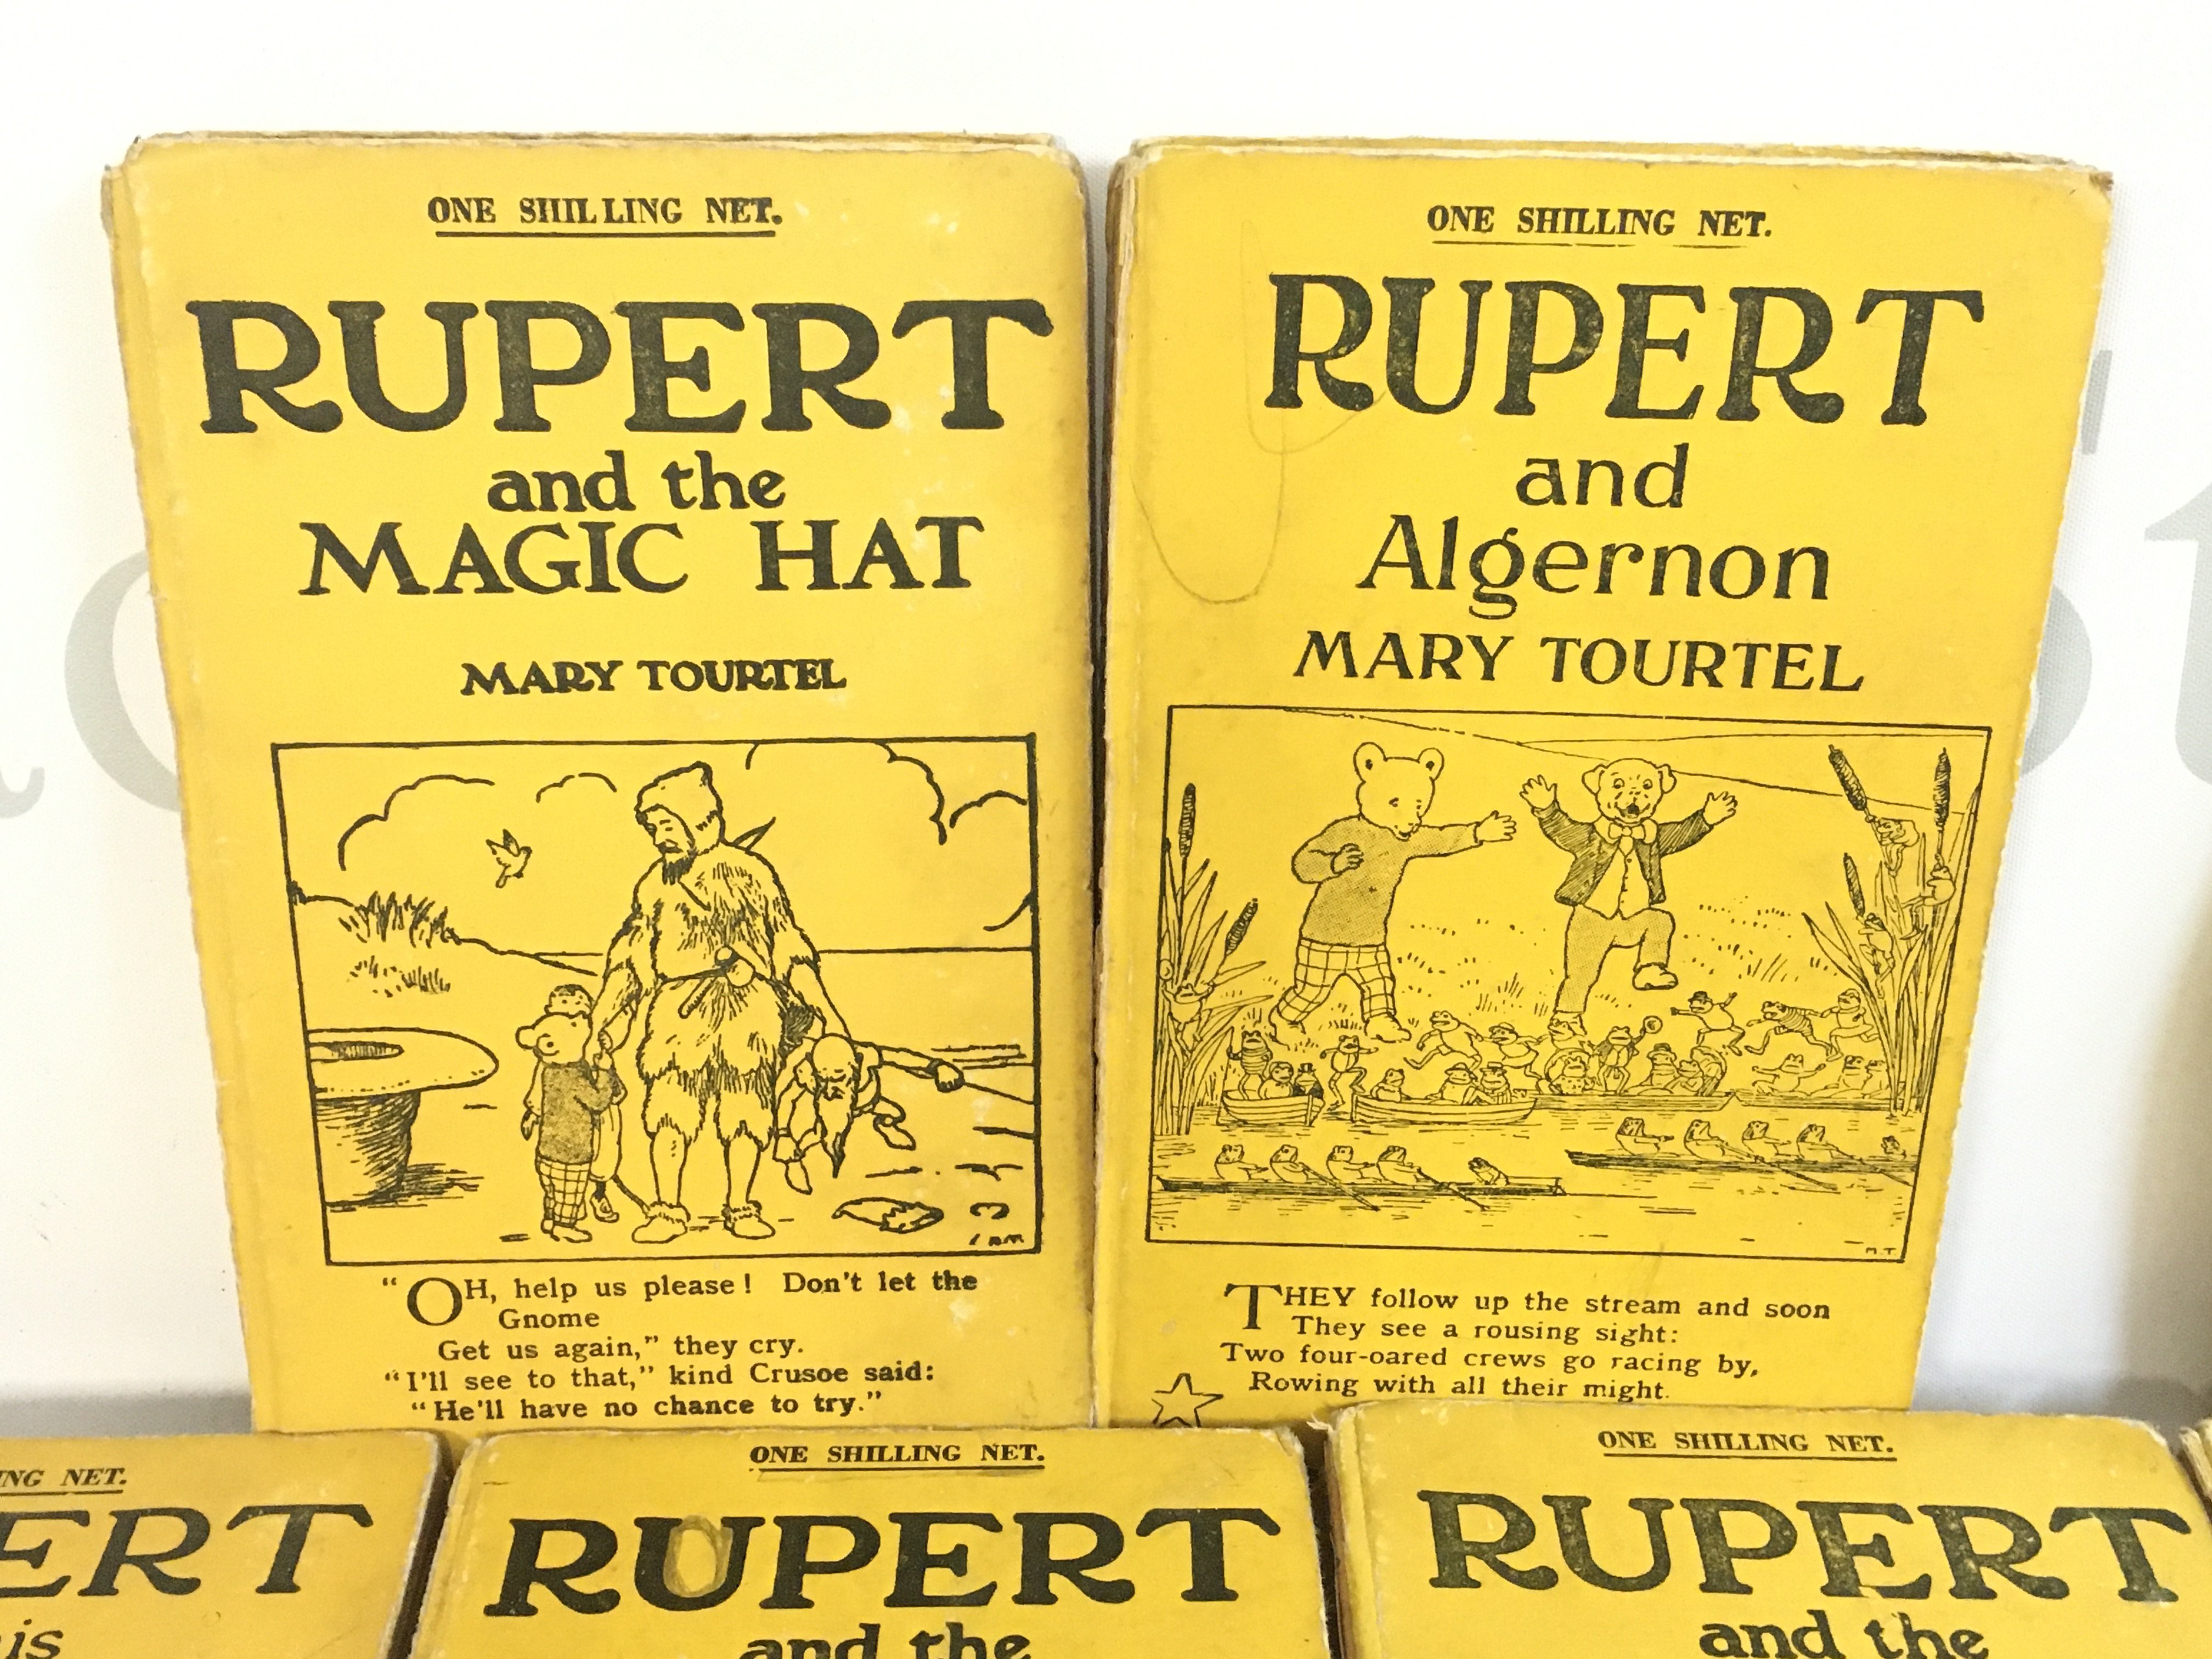 ONE SHILLING NET.
RUPERT
and the
MAGIC HAT
MARY TOURTEL
"OH, help us please! Don't let the
Gnome
Get us again," they cry.
"I'll see to that," kind Crusoe said:
"He'll have no chance to try."
ONE SHILLING NET.
RUPERT
and
Algernon
MARY TOURTEL
M.T.
THEY follow up the stream and soon
They see a rousing sight:
Two four-oared crews go racing by,
Rowing with all their might.
NG NET.
ERT
is
ONE SHILLING NET.
RUPERT
and the
ONE SHILLING NET.
RUPERT
and the